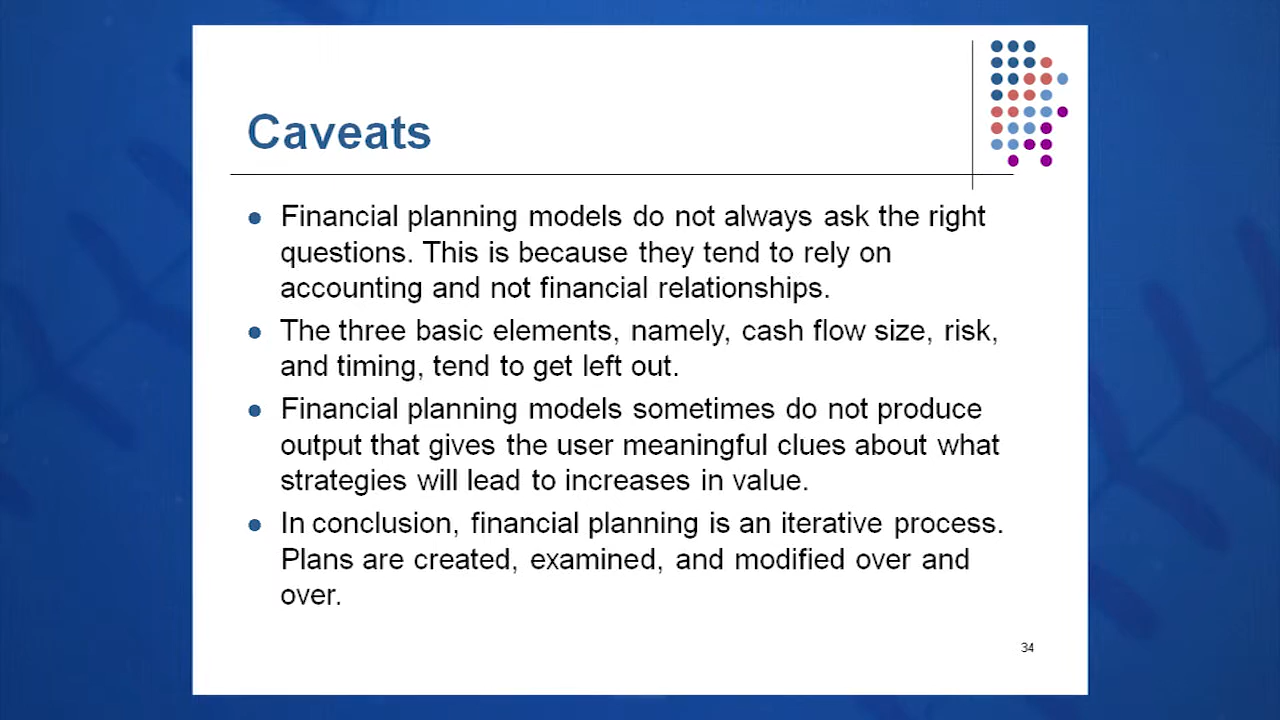 Caveats
Financial planning models do not always ask the right
questions. This is because they tend to rely on
accounting and not financial relationships.
The three basic elements, namely, cash flow size, risk,
and timing, tend to get left out.
Financial planning models sometimes do not produce
output that gives the user meaningful clues about what
strategies will lead to increases in value.
In conclusion, financial planning is an iterative process.
Plans are created, examined, and modified over and
over.
34